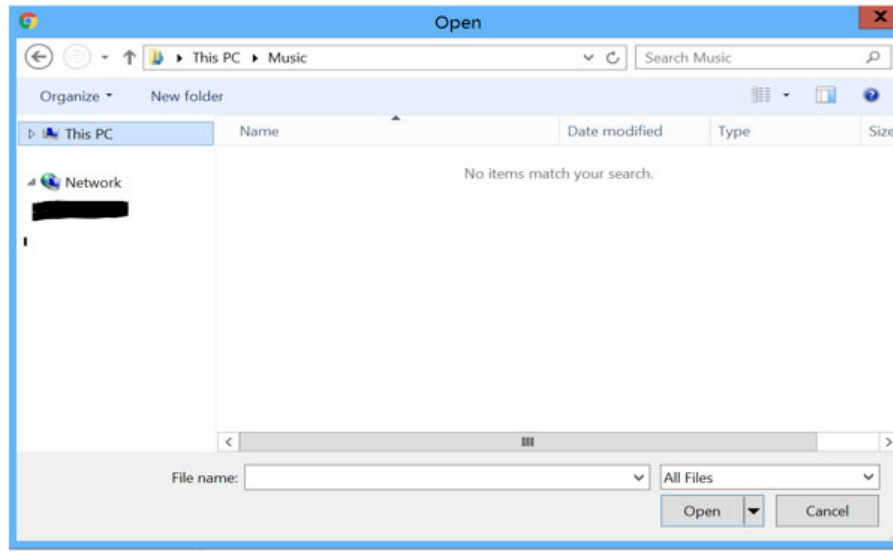 Open
x
This PC Music Search Music
Organize New folder
This PC Name Date modified Type Size
No items match your search.
Network
File name: All Files
Open Cancel